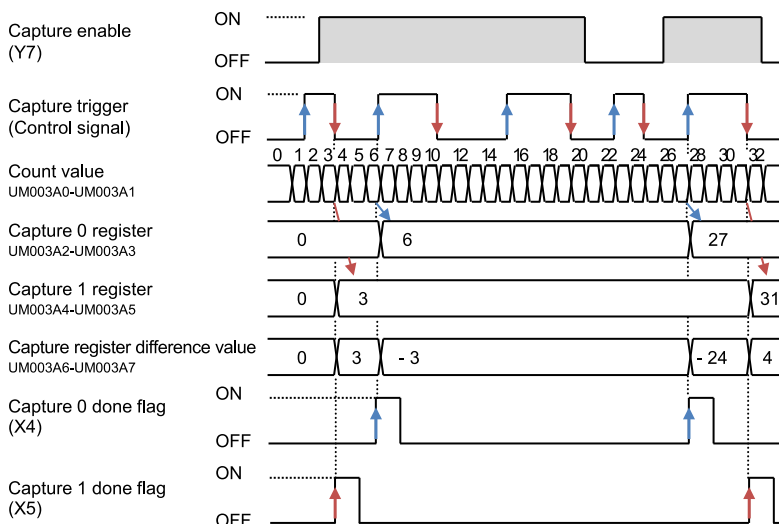 Capture enable
(Y7)
ON
OFF
Capture trigger
(Control signal)
ON
OFF
Count value
UM003A0-UM003A1
0 1 2 3 4 5 6 7 8 9 10 12 14 16 18 20 22 24 26 28 30 32
Capture 0 register
UM003A2-UM003A3
0 6 27
Capture 1 register
UM003A4-UM003A5
0 3 31
Capture register difference value
UM003A6-UM003A7
0 3 - 3 - 24 4
Capture 0 done flag
(X4)
ON
OFF
Capture 1 done flag
(X5)
ON
OFF